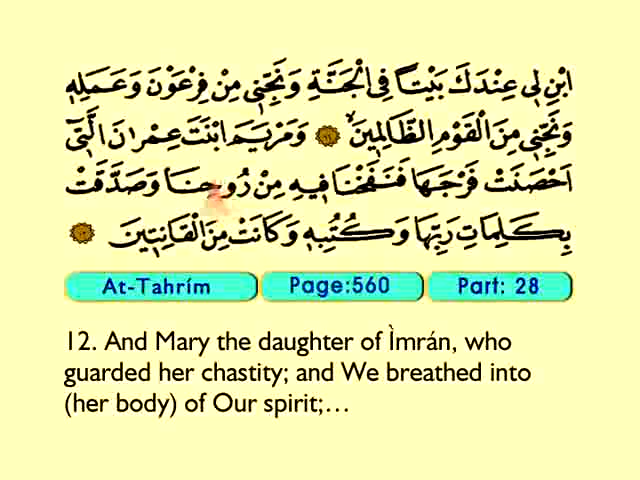 ابْنِ لِي عِنْدَكَ بَيْتًا فِي الْجَنَّةِ وَنَجِّنِي مِنْ فِرْعَوْنَ وَعَمَلِهِ
وَنَجِّنِي مِنَ الْقَوْمِ الظَّالِمِينَ ۙ ﴿١١﴾ وَمَرْيَمَ ابْنَتَ عِمْرَانَ الَّتِي
اَحْصَنَتْ فَرْجَهَا فَنَفَخْنَا فِيهِ مِنْ رُوحِنَا وَصَدَّقَتْ
بِكَلِمَاتِ رَبِّهَا وَكُتُبِهِ وَكَانَتْ مِنَ الْقَانِتِينَ ﴿١٢﴾
At-Tahrím Page:560 Part: 28
12. And Mary the daughter of Ìmrán, who
guarded her chastity; and We breathed into
(her body) of Our spirit;…